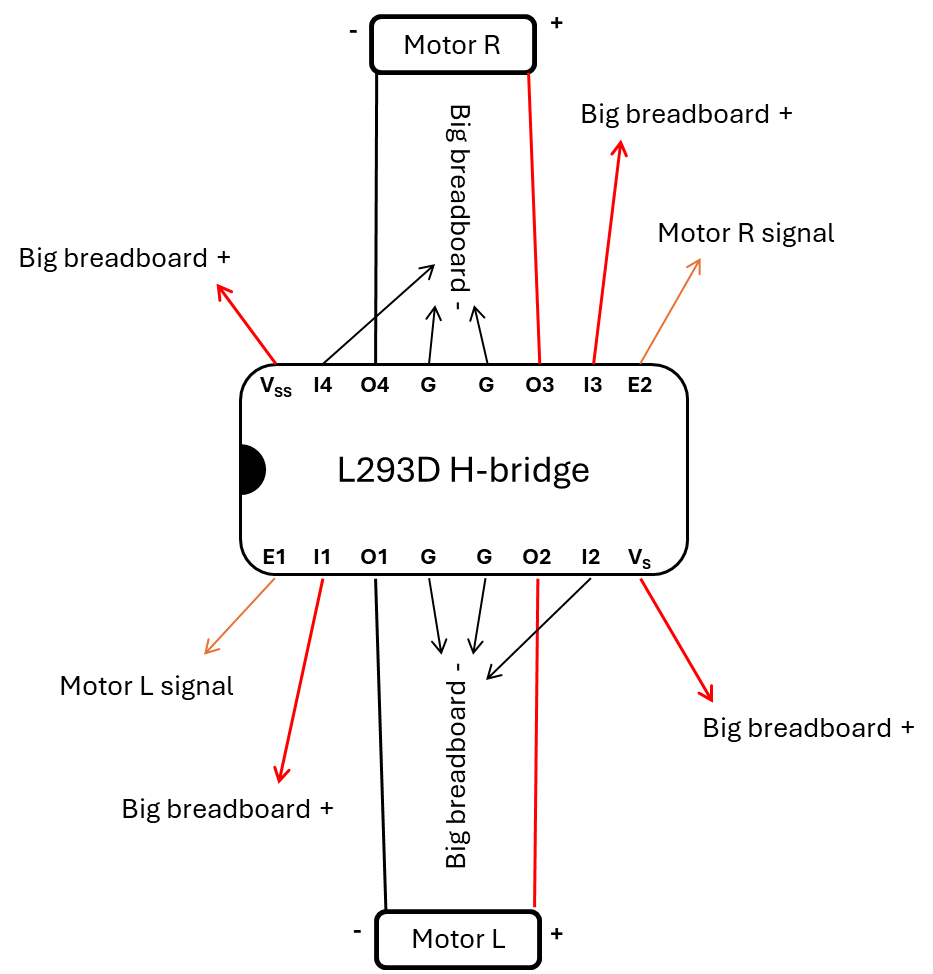 - Motor R +
Big breadboard -
Big breadboard +
Motor R signal
Big breadboard +
VSS I4 O4 G G O3 I3 E2
L293D H-bridge
E1 I1 O1 G G O2 I2 VS
Motor L signal
Big breadboard -
Big breadboard +
Big breadboard +
- Motor L +